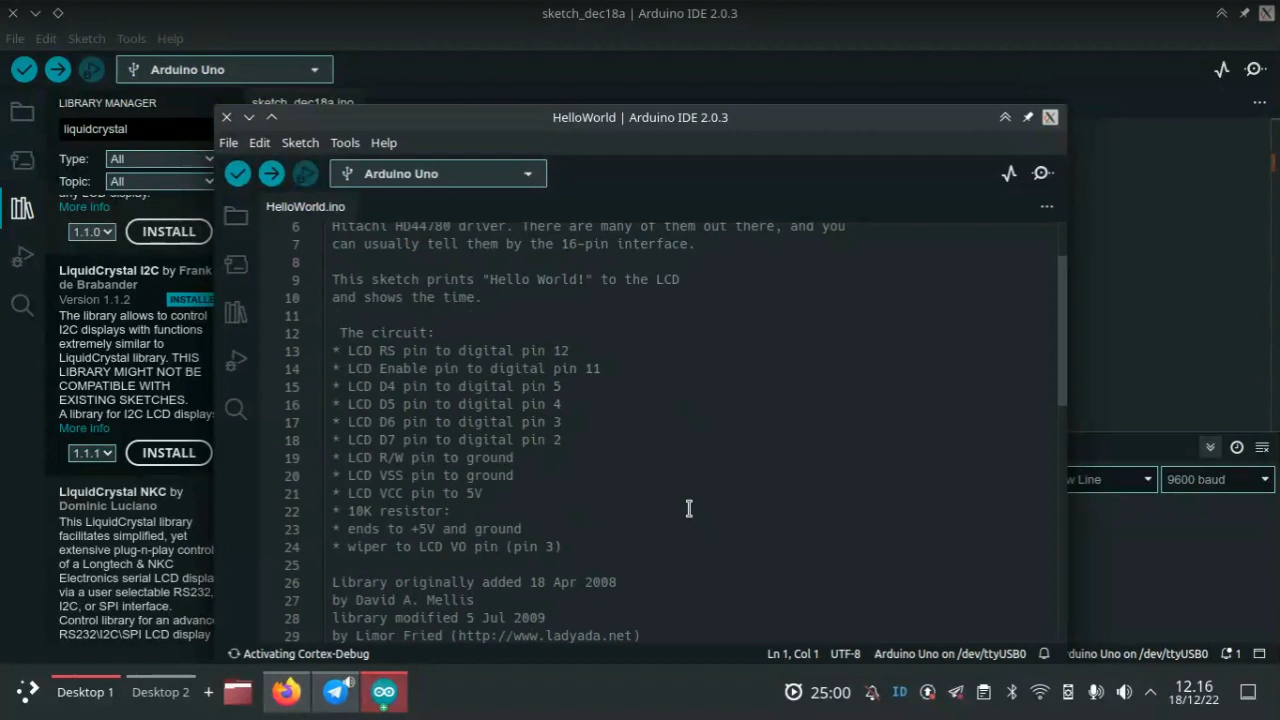 sketch_dec18a | Arduino IDE 2.0.3
File Edit Sketch Tools Help
Arduino Uno
LIBRARY MANAGER
sketch_dec18a.ino
liquidcrystal
Type: All
Topic: All
any LCD display.
More info
1.1.0 INSTALL
LiquidCrystal I2C by Frank
de Brabander
Version 1.1.2 INSTALLE
The library allows to control
I2C displays with functions
extremely similar to
LiquidCrystal library. THIS
LIBRARY MIGHT NOT BE
COMPATIBLE WITH
EXISTING SKETCHES.
A library for I2C LCD displays
More info
1.1.1 INSTALL
LiquidCrystal NKC by
Dominic Luciano
This LiquidCrystal library
facilitates simplified, yet
extensive plug-n-play control
of a Longtech & NKC
Electronics serial LCD displa
via a user selectable RS232,
I2C, or SPI interface.
Control library for an advanc
RS232\I2C\SPI LCD display
HelloWorld | Arduino IDE 2.0.3
File Edit Sketch Tools Help
Arduino Uno
HelloWorld.ino
6 Hitachi HD44780 driver. There are many of them out there, and you
7 can usually tell them by the 16-pin interface.
8
9 This sketch prints "Hello World!" to the LCD
10 and shows the time.
11
12 The circuit:
13 * LCD RS pin to digital pin 12
14 * LCD Enable pin to digital pin 11
15 * LCD D4 pin to digital pin 5
16 * LCD D5 pin to digital pin 4
17 * LCD D6 pin to digital pin 3
18 * LCD D7 pin to digital pin 2
19 * LCD R/W pin to ground
20 * LCD VSS pin to ground
21 * LCD VCC pin to 5V
22 * 10K resistor:
23 * ends to +5V and ground
24 * wiper to LCD VO pin (pin 3)
25
26 Library originally added 18 Apr 2008
27 by David A. Mellis
28 library modified 5 Jul 2009
29 by Limor Fried (http://www.ladyada.net)
Activating Cortex-Debug Ln 1, Col 1 UTF-8 Arduino Uno on /dev/ttyUSB0
w Line 9600 baud
duino Uno on /dev/ttyUSB0 1
Desktop 1 Desktop 2 + 25:00 ID 12.16
18/12/22